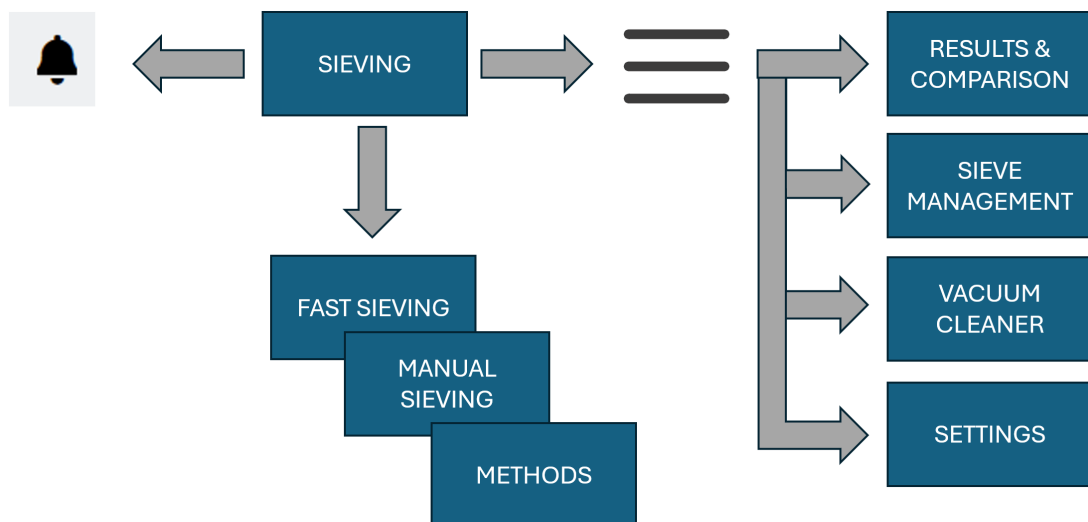 SIEVING
RESULTS &
COMPARISON
SIEVE
MANAGEMENT
FAST SIEVING
VACUUM
CLEANER
MANUAL
SIEVING
METHODS
SETTINGS